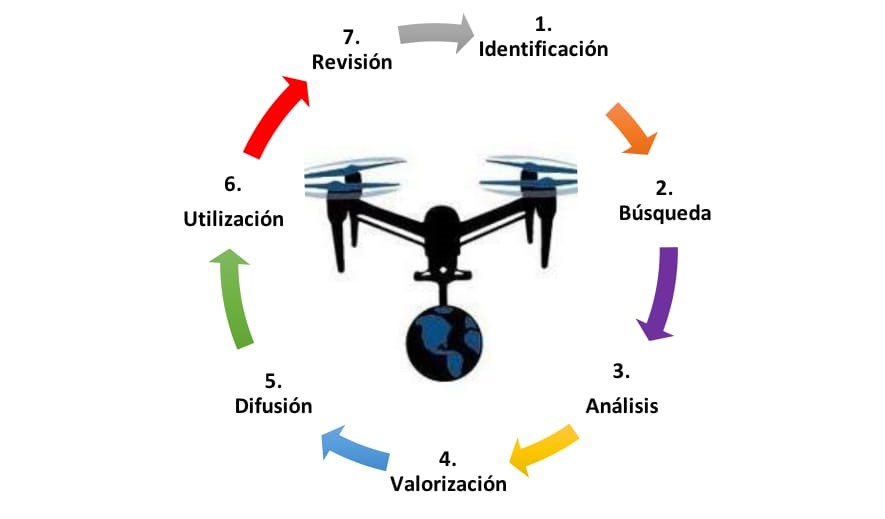 1.
Identificación
2.
Búsqueda
3.
Análisis
4.
Valorización
5.
Difusión
6.
Utilización
7.
Revisión